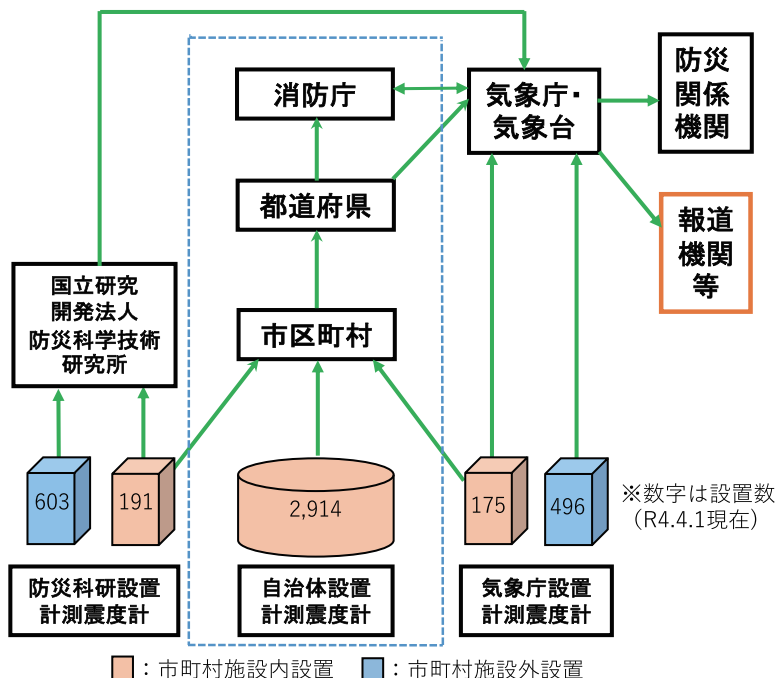 消防庁
気象庁・
気象台
防災
関係
機関
都道府県
報道
機関
等
国立研究
開発法人
防災科学技術
研究所
市区町村
603
191
2,914
175
496
※数字は設置数
（R4.4.1現在）
防災科研設置
計測震度計
自治体設置
計測震度計
気象庁設置
計測震度計
：市町村施設内設置
：市町村施設外設置